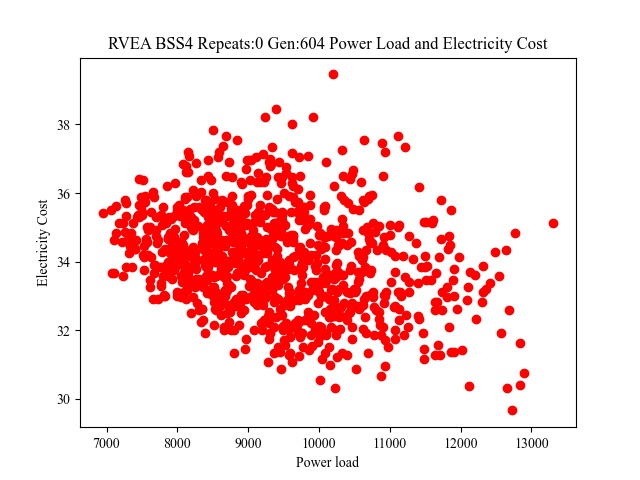 RVEA BSS4 Repeats:0 Gen:604 Power Load and Electricity Cost
Electricity Cost
38
36
34
32
30
7000 8000 9000 10000 11000 12000 13000
Power load